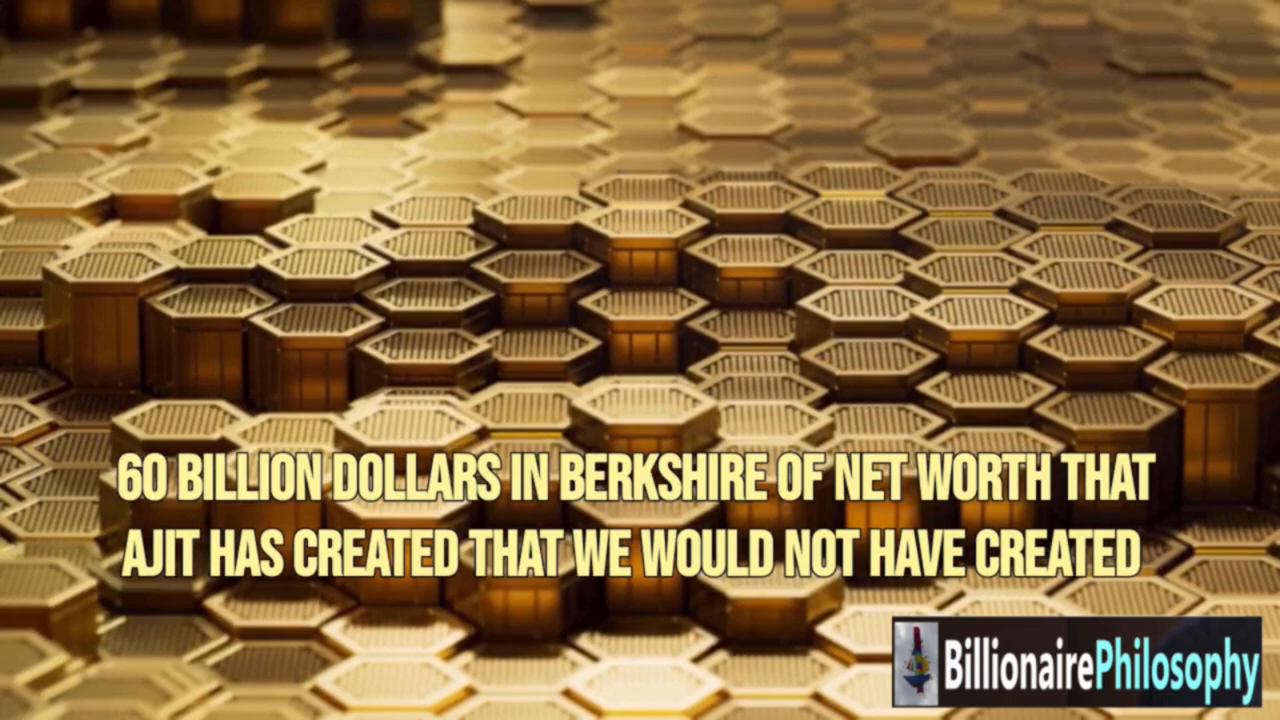 60 BILLION DOLLARS IN BERKSHIRE OF NET WORTH THAT
AJIT HAS CREATED THAT WE WOULD NOT HAVE CREATED
BillionairePhilosophy